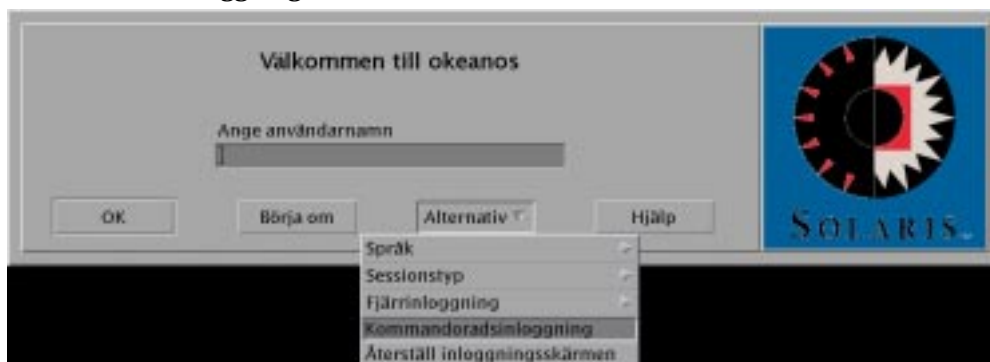 Välkommen till okeanos
Ange användarnamn
OK
Börja om
Alternativ
Hjälp
SOLARIS
Språk
Sessionstyp
Fjärrinloggning
Kommandoradsinloggning
Återställ inloggningsskärmen